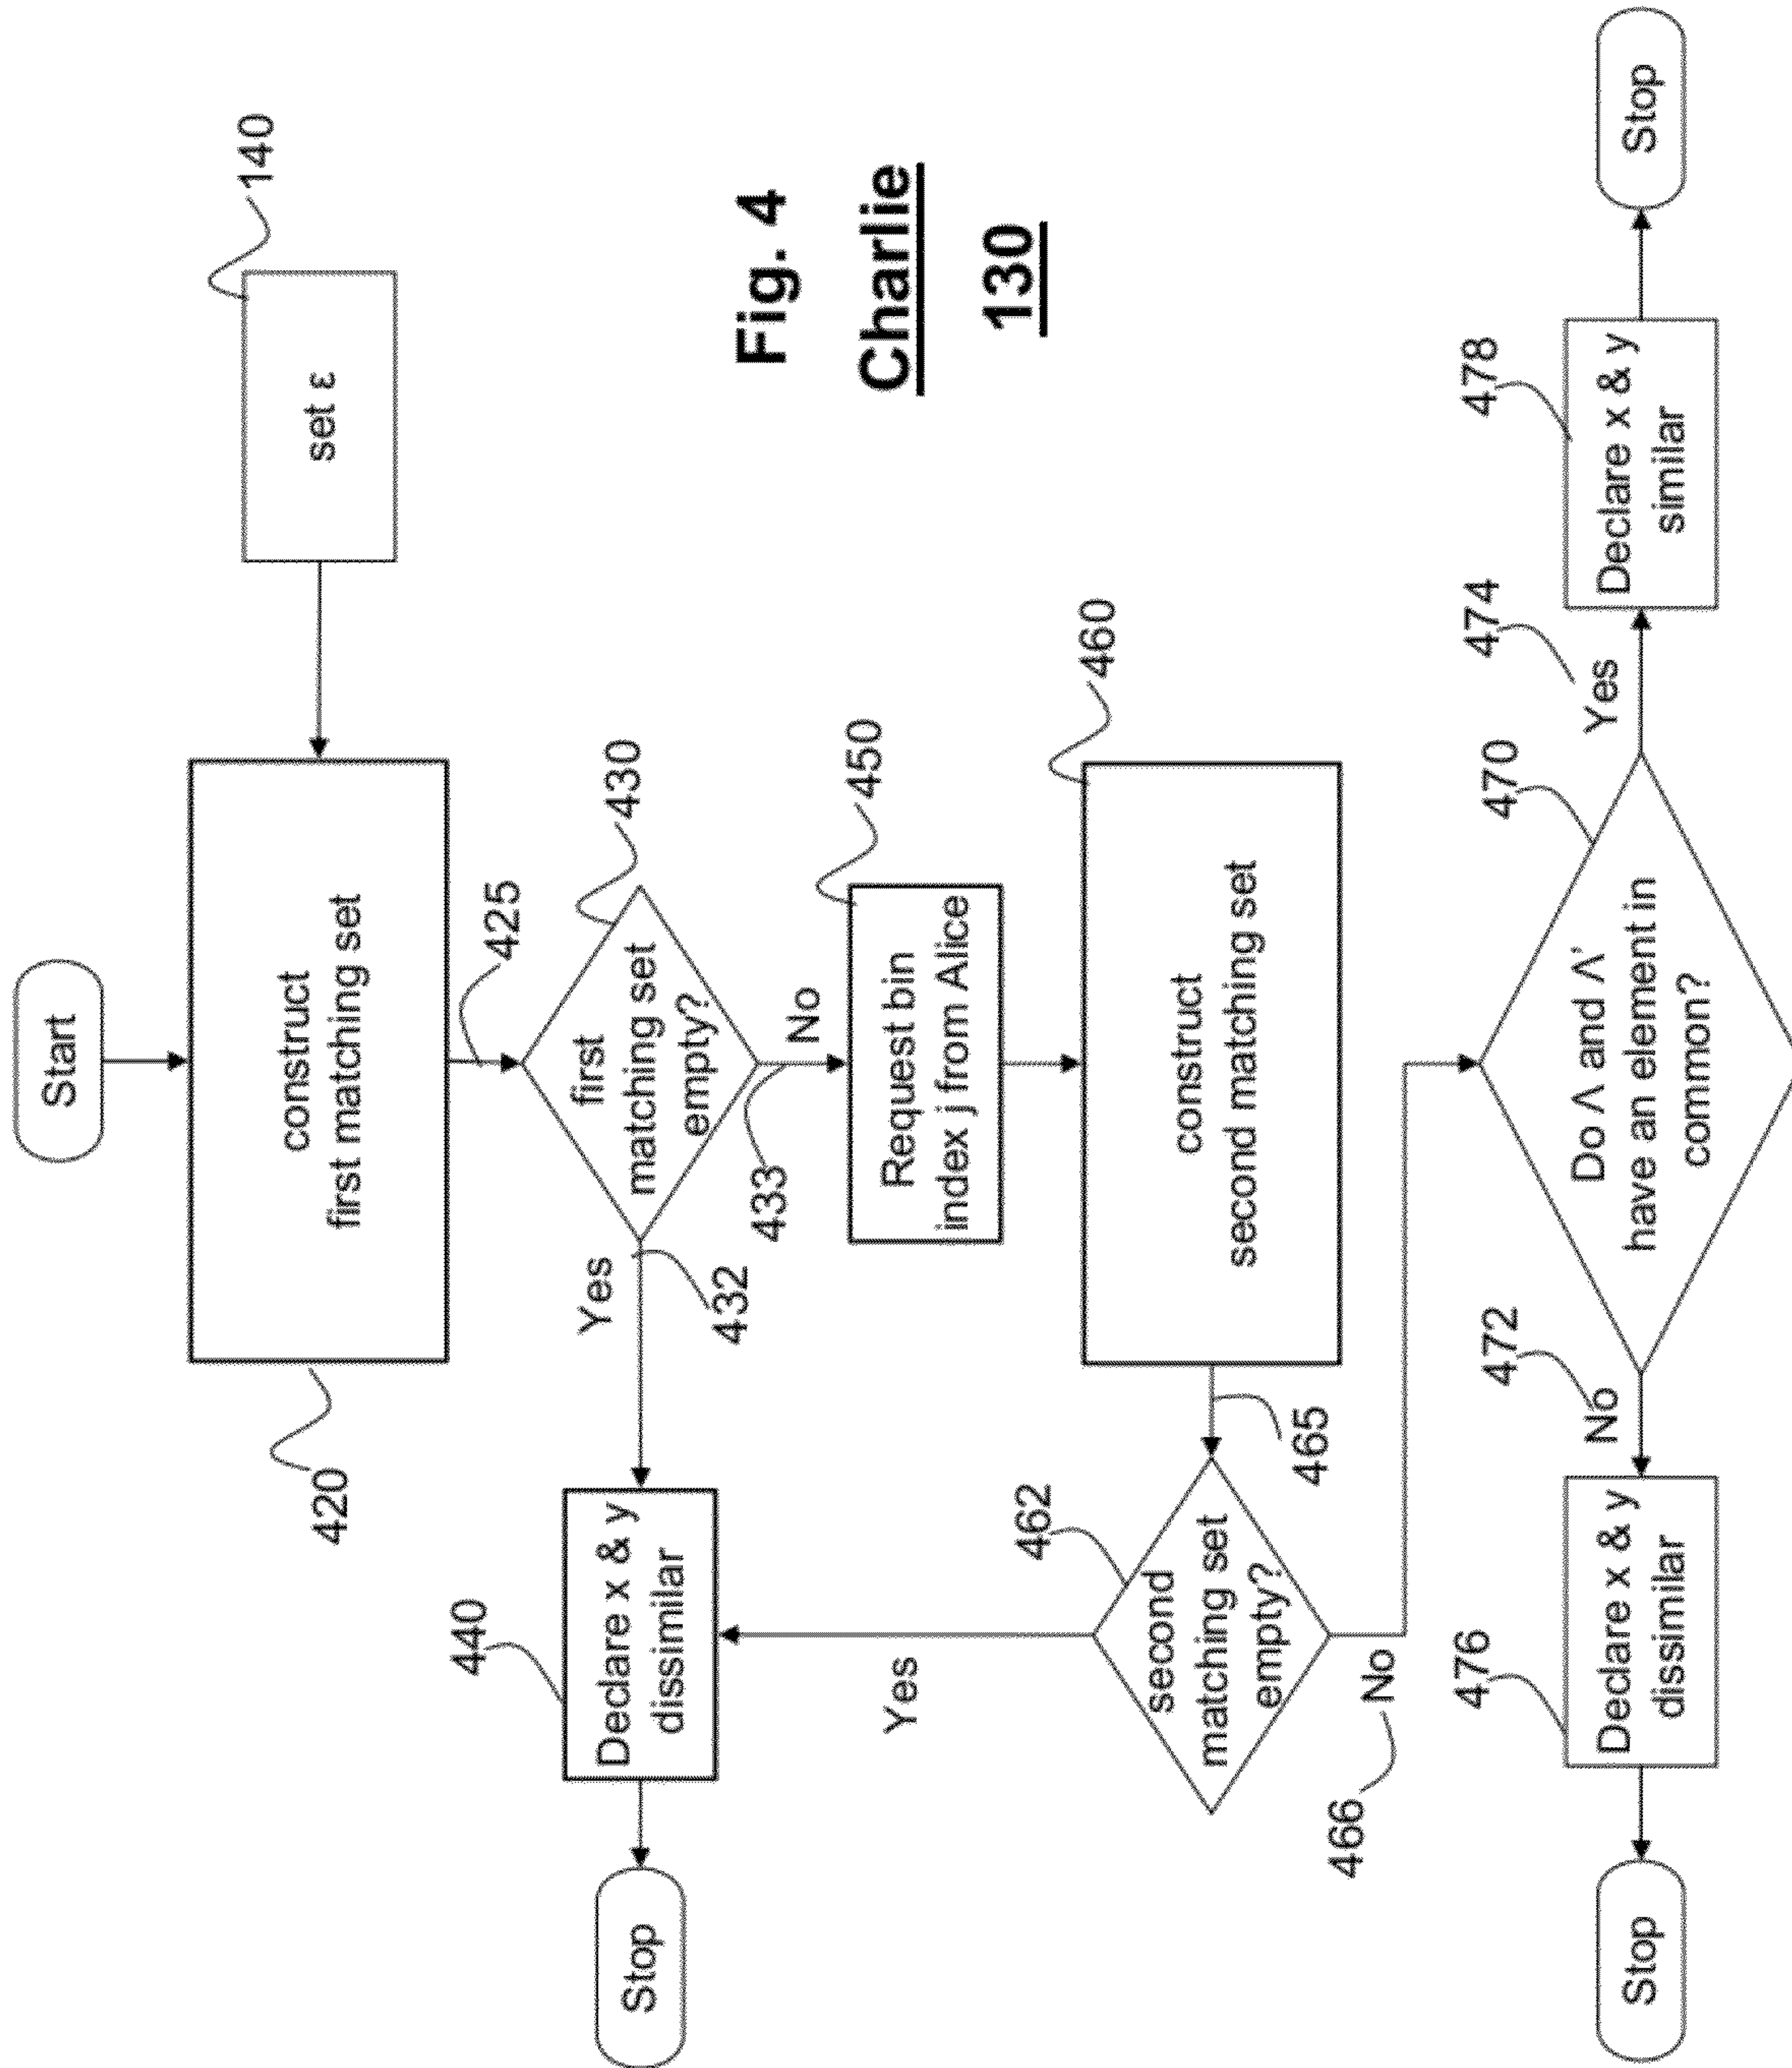 Start
set ε
140
construct
first matching set
420
425
first
matching set
empty?
430
Yes
432
No
433
Declare x & y
dissimilar
440
Stop
Request bin
index j from Alice
450
construct
second matching set
460
465
second
matching set
empty?
462
Yes
No
466
Do Λ and Λ'
have an element in
common?
470
No
472
Declare x & y
dissimilar
476
Stop
Yes
474
Declare x & y
similar
478
Stop
Fig. 4
Charlie
130